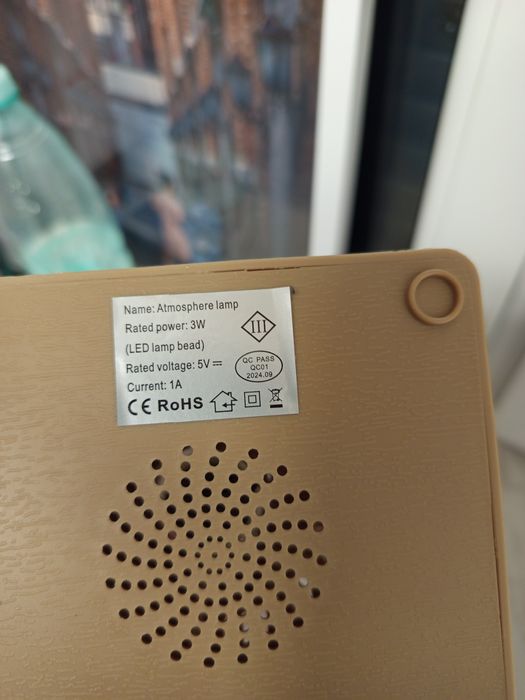 Name: Atmosphere lamp
Rated power: 3W
III
(LED lamp bead)
Rated voltage: 5V⎓
QC PASS
QC01
2024.09
Current: 1A
CE RoHS